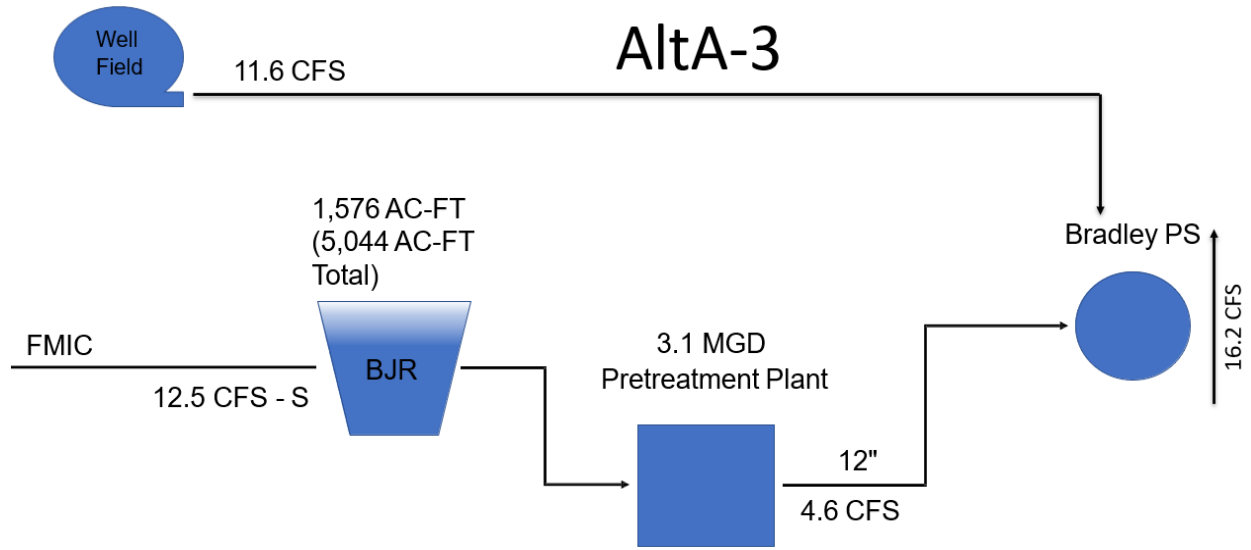 AltA-3
Well
Field
11.6 CFS
1,576 AC-FT
(5,044 AC-FT
Total)
Bradley PS
16.2 CFS
FMIC
BJR
12.5 CFS - S
3.1 MGD
Pretreatment Plant
12"
4.6 CFS